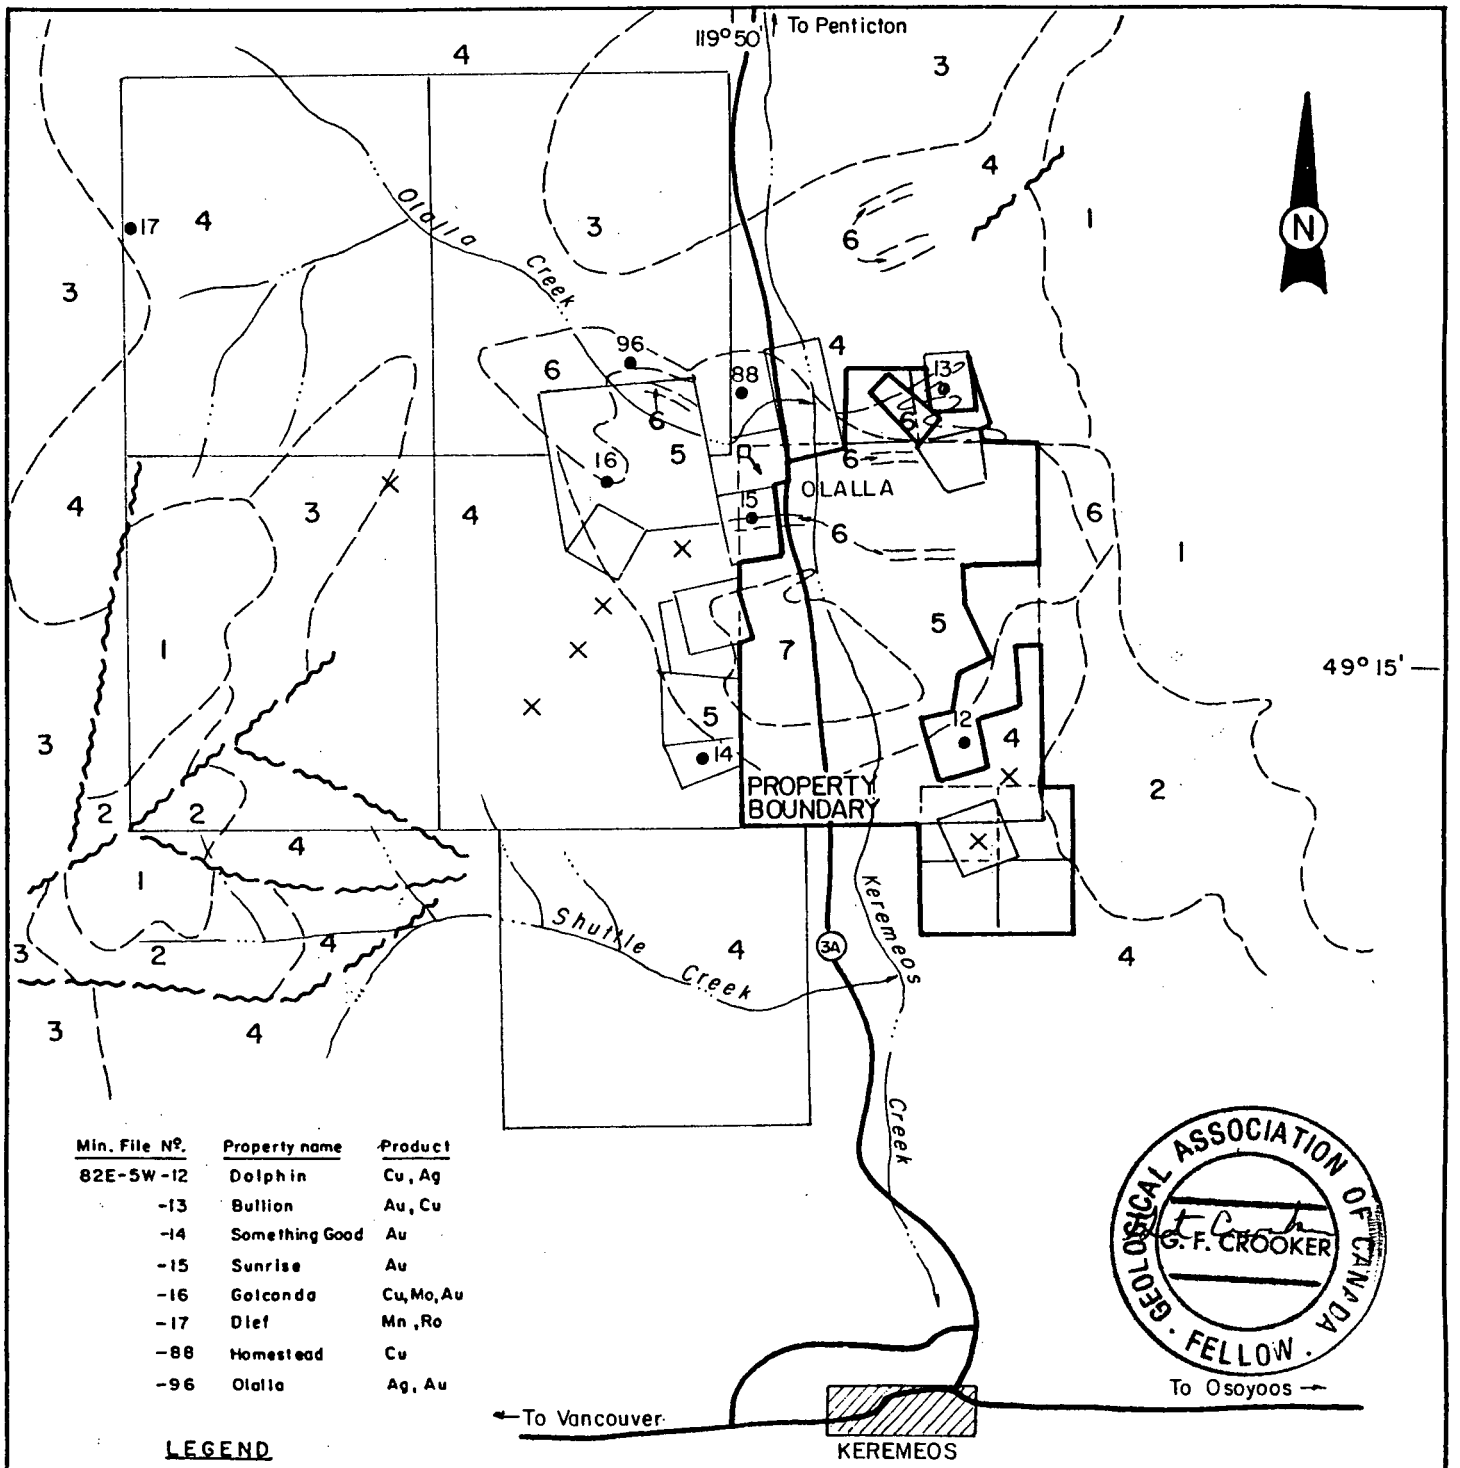 119° 50'
To Penticton
4
3
4
17
4
3
6
1
N
3
Olalla Creek
96
6
88
4
13
6
6
5
16
6
OLALLA
15
6
6
4
3
4
1
1
5
7
49° 15'
3
5
12
4
14
2
PROPERTY
BOUNDARY
2
2
4
1
3
2
4
Shuttle Creek
4
3A
Keremeos Creek
4
3
4
Min. File Nº. Property name Product
82E-5W-12 Dolphin Cu, Ag
-13 Bullion Au, Cu
-14 Something Good Au
-15 Sunrise Au
-16 Golconda Cu, Mo, Au
-17 Dief Mn, Ro
-88 Homestead Cu
-96 Olalla Ag, Au
LEGEND
GEOLOGICAL ASSOCIATION OF CANADA
G. F. CROOKER
FELLOW
To Osoyoos
To Vancouver
KEREMEOS